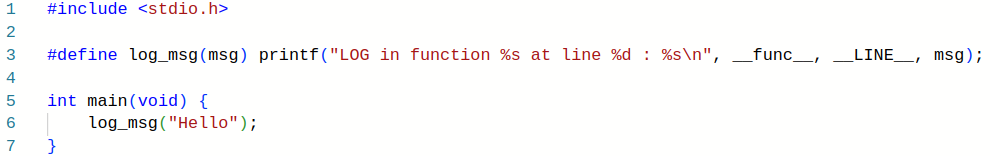 1 #include <stdio.h>
2
3 #define log_msg(msg) printf("LOG in function %s at line %d : %s\n", __func__, __LINE__, msg);
4
5 int main(void) {
6     log_msg("Hello");
7 }